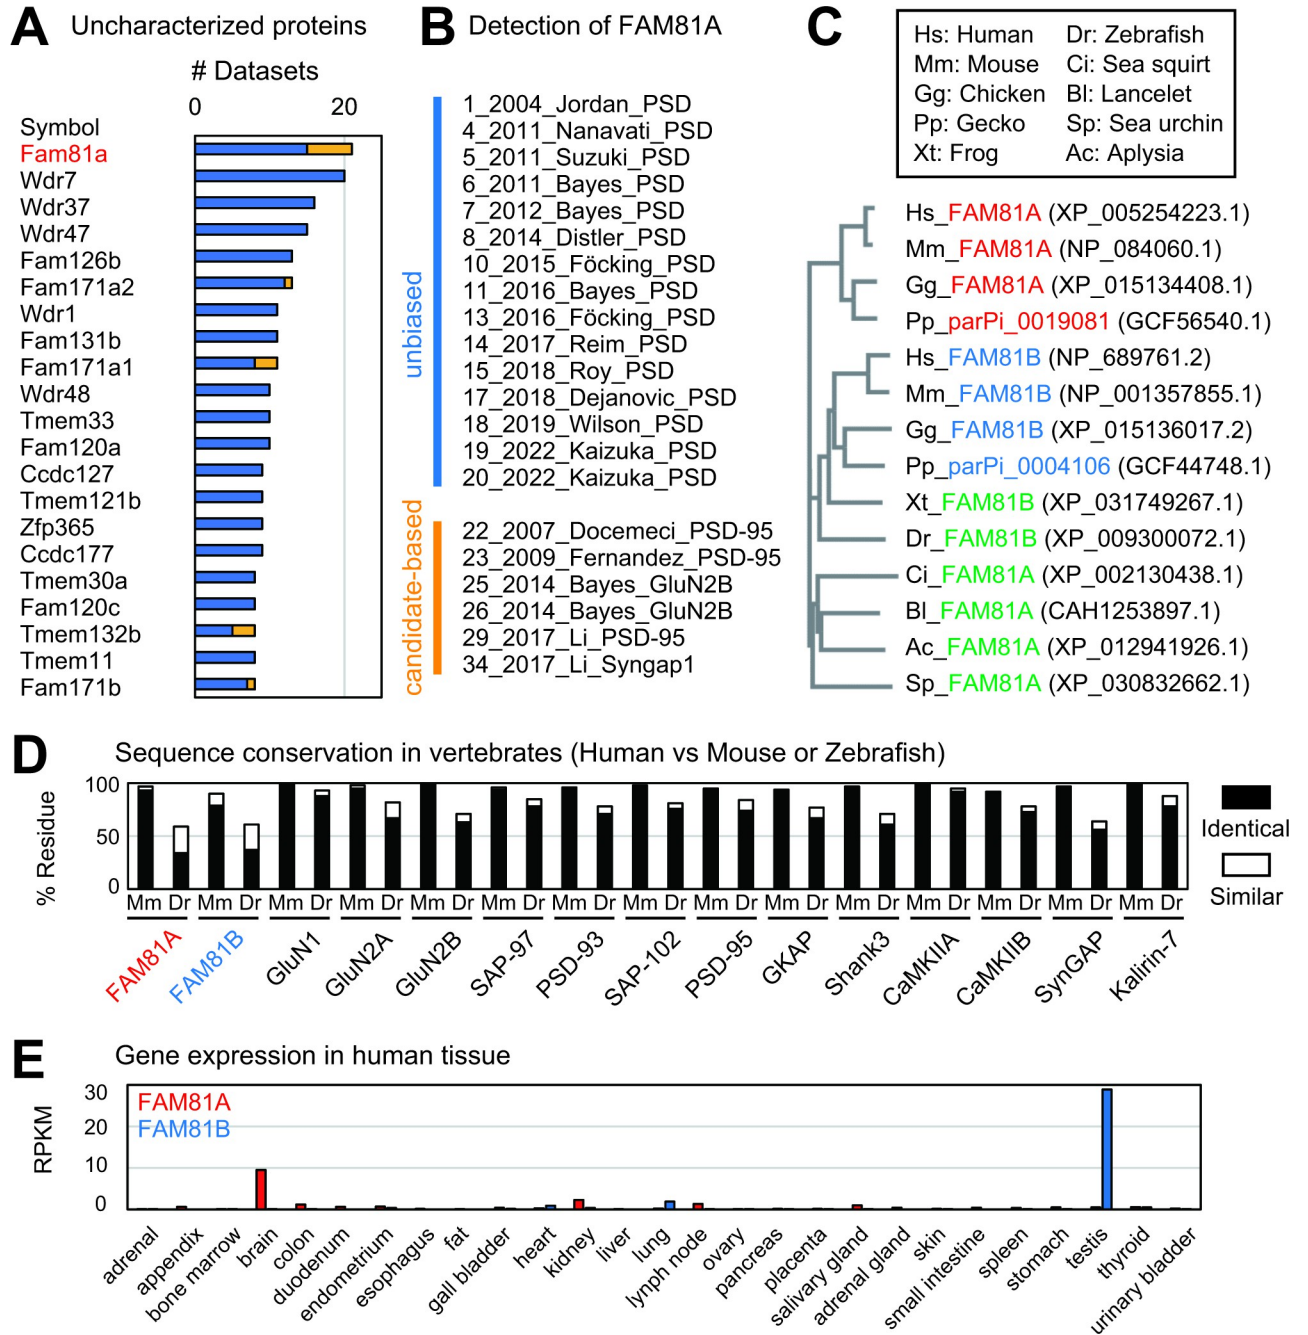 A Uncharacterized proteins
# Datasets
0 20
Symbol
Fam81a
Wdr7
Wdr37
Wdr47
Fam126b
Fam171a2
Wdr1
Fam131b
Fam171a1
Wdr48
Tmem33
Fam120a
Ccdc127
Tmem121b
Zfp365
Ccdc177
Tmem30a
Fam120c
Tmem132b
Tmem11
Fam171b
B Detection of FAM81A
unbiased
1_2004_Jordan_PSD
4_2011_Nanavati_PSD
5_2011_Suzuki_PSD
6_2011_Bayes_PSD
7_2012_Bayes_PSD
8_2014_Distler_PSD
10_2015_Föcking_PSD
11_2016_Bayes_PSD
13_2016_Föcking_PSD
14_2017_Reim_PSD
15_2018_Roy_PSD
17_2018_Dejanovic_PSD
18_2019_Wilson_PSD
19_2022_Kaizuka_PSD
20_2022_Kaizuka_PSD
candidate-based
22_2007_Docemeci_PSD-95
23_2009_Fernandez_PSD-95
25_2014_Bayes_GluN2B
26_2014_Bayes_GluN2B
29_2017_Li_PSD-95
34_2017_Li_Syngap1
C
Hs: Human Dr: Zebrafish
Mm: Mouse Ci: Sea squirt
Gg: Chicken Bl: Lancelet
Pp: Gecko Sp: Sea urchin
Xt: Frog Ac: Aplysia
Hs_FAM81A (XP_005254223.1)
Mm_FAM81A (NP_084060.1)
Gg_FAM81A (XP_015134408.1)
Pp_parPi_0019081 (GCF56540.1)
Hs_FAM81B (NP_689761.2)
Mm_FAM81B (NP_001357855.1)
Gg_FAM81B (XP_015136017.2)
Pp_parPi_0004106 (GCF44748.1)
Xt_FAM81B (XP_031749267.1)
Dr_FAM81B (XP_009300072.1)
Ci_FAM81A (XP_002130438.1)
Bl_FAM81A (CAH1253897.1)
Ac_FAM81A (XP_012941926.1)
Sp_FAM81A (XP_030832662.1)
D Sequence conservation in vertebrates (Human vs Mouse or Zebrafish)
% Residue
100
50
0
Mm Dr Mm Dr Mm Dr Mm Dr Mm Dr Mm Dr Mm Dr Mm Dr Mm Dr Mm Dr Mm Dr Mm Dr Mm Dr Mm Dr Mm Dr
FAM81A
FAM81B
GluN1
GluN2A
GluN2B
SAP-97
PSD-93
SAP-102
PSD-95
GKAP
Shank3
CaMKIIA
CaMKIIB
SynGAP
Kalirin-7
Identical
Similar
E Gene expression in human tissue
RPKM
30
20
10
0
FAM81A
FAM81B
adrenal
appendix
bone marrow
brain
colon
duodenum
endometrium
esophagus
fat
gall bladder
heart
kidney
liver
lung
lymph node
ovary
pancreas
placenta
salivary gland
adrenal gland
skin
small intestine
spleen
stomach
testis
thyroid
urinary bladder